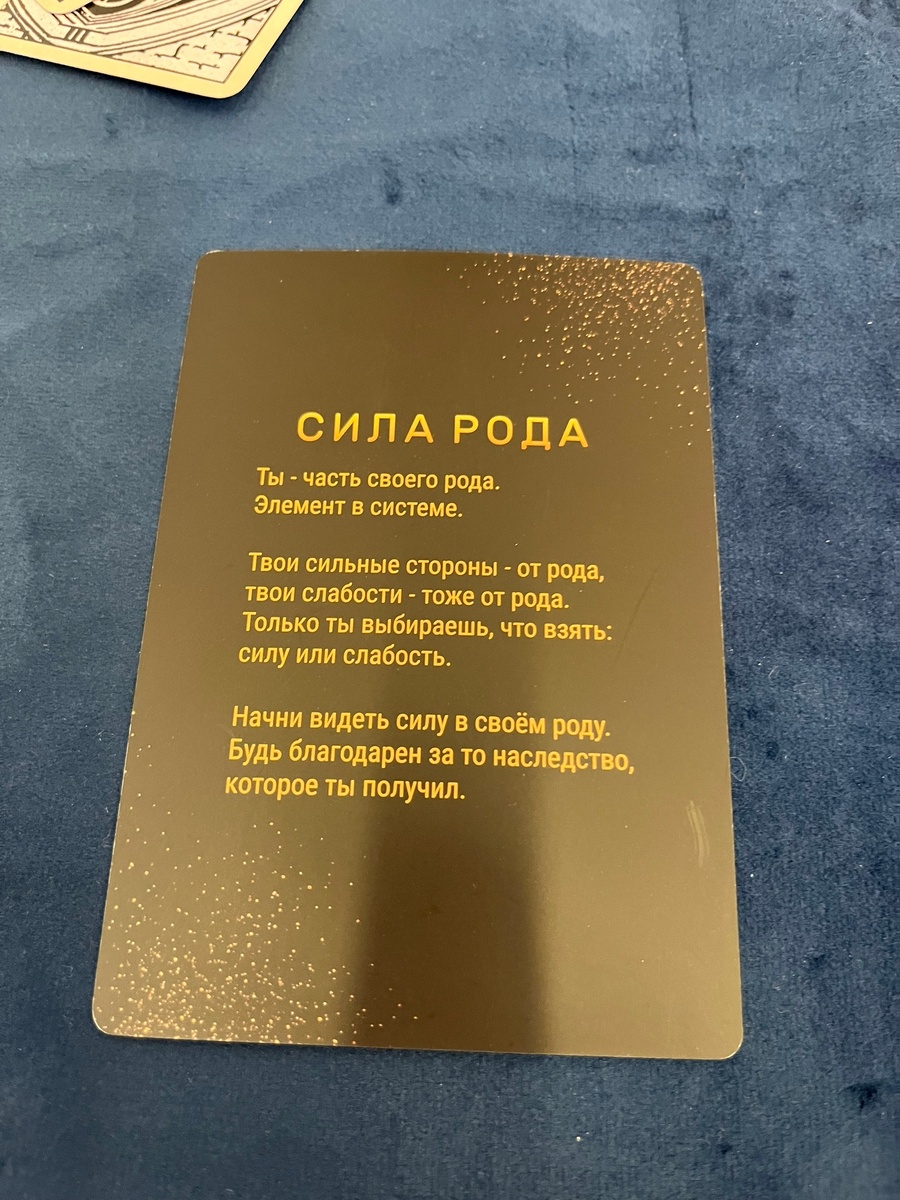 СИЛА РОДА
Ты - часть своего рода.
Элемент в системе.
Твои сильные стороны - от рода,
твои слабости - тоже от рода.
Только ты выбираешь, что взять:
силу или слабость.
Начни видеть силу в своём роду.
Будь благодарен за то наследство,
которое ты получил.